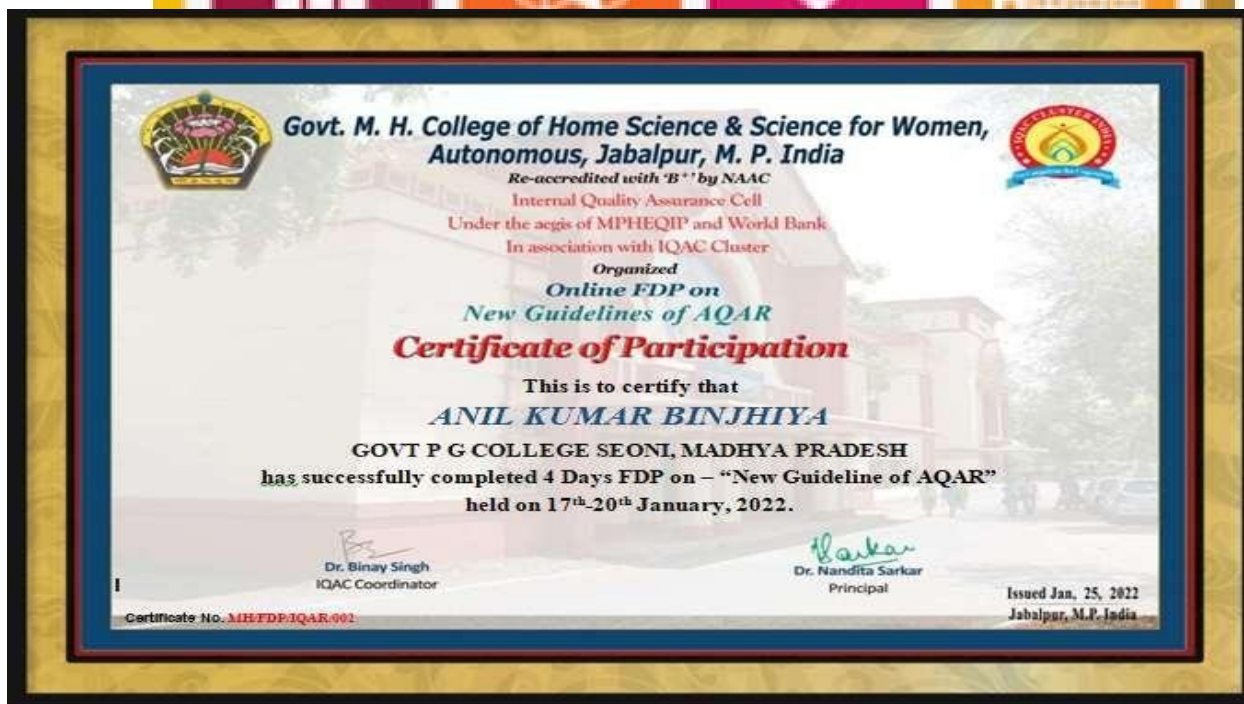 Govt. M. H. College of Home Science & Science for Women,
Autonomous, Jabalpur, M. P. India
Re-accredited with ‘B+’ by NAAC
Internal Quality Assurance Cell
Under the aegis of MPHEQIP and World Bank
In association with IQAC Cluster
Organized
Online FDP on
New Guidelines of AQAR
Certificate of Participation
This is to certify that
ANIL KUMAR BINJHIYA
GOVT P G COLLEGE SEONI, MADHYA PRADESH
has successfully completed 4 Days FDP on – “New Guideline of AQAR”
held on 17th-20th January, 2022.
Dr. Binay Singh
IQAC Coordinator
Sarkar
Dr. Nandita Sarkar
Principal
Issued Jan, 25, 2022
Jabalpur, M.P. India
Certificate No. MH/FDP/IQAR/002
IQAC CLUSTER INDIA